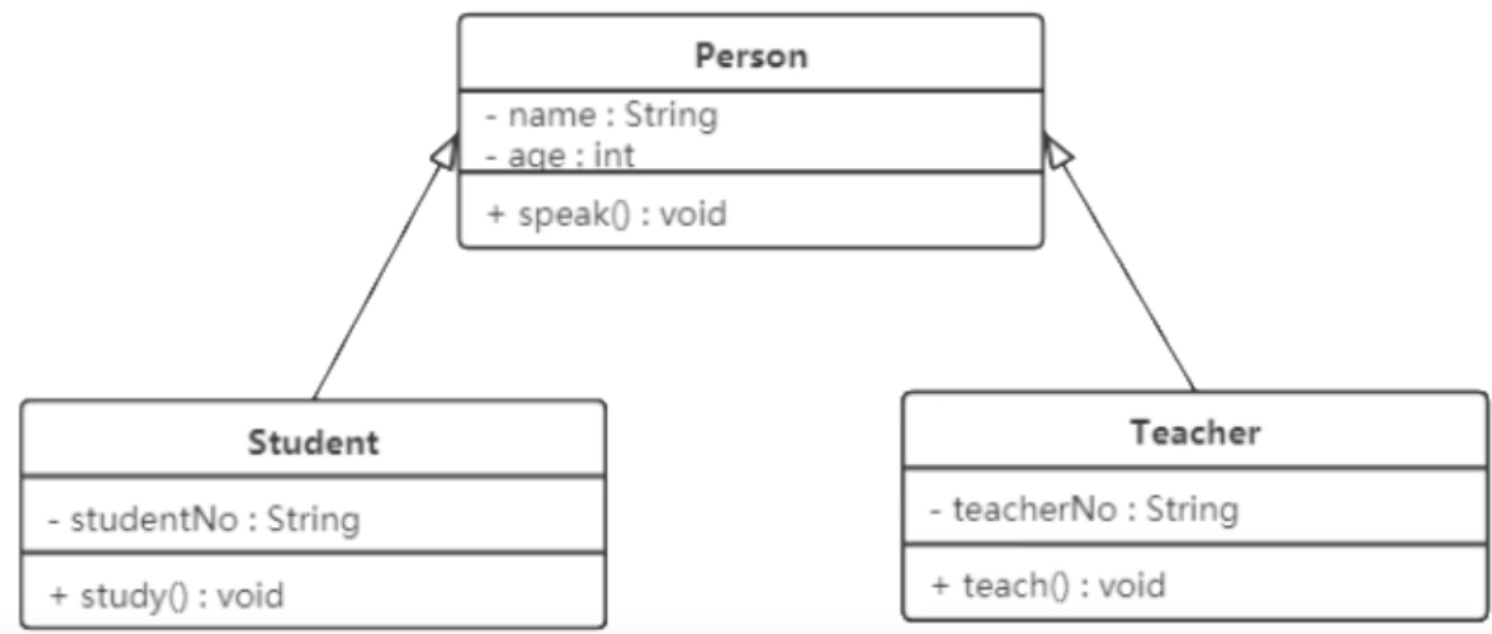 Person
- name : String
- age : int
+ speak() : void
Student
- studentNo : String
+ study() : void
Teacher
- teacherNo : String
+ teach() : void